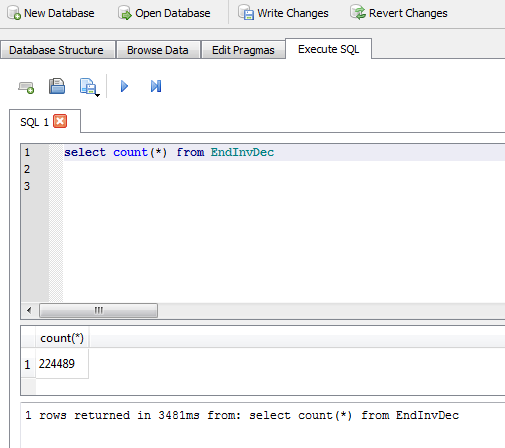 New Database Open Database Write Changes Revert Changes
Database Structure Browse Data Edit Pragmas Execute SQL
SQL 1
1 select count(*) from EndInvDec
2
3
count(*)
1 224489
1 rows returned in 3481ms from: select count(*) from EndInvDec